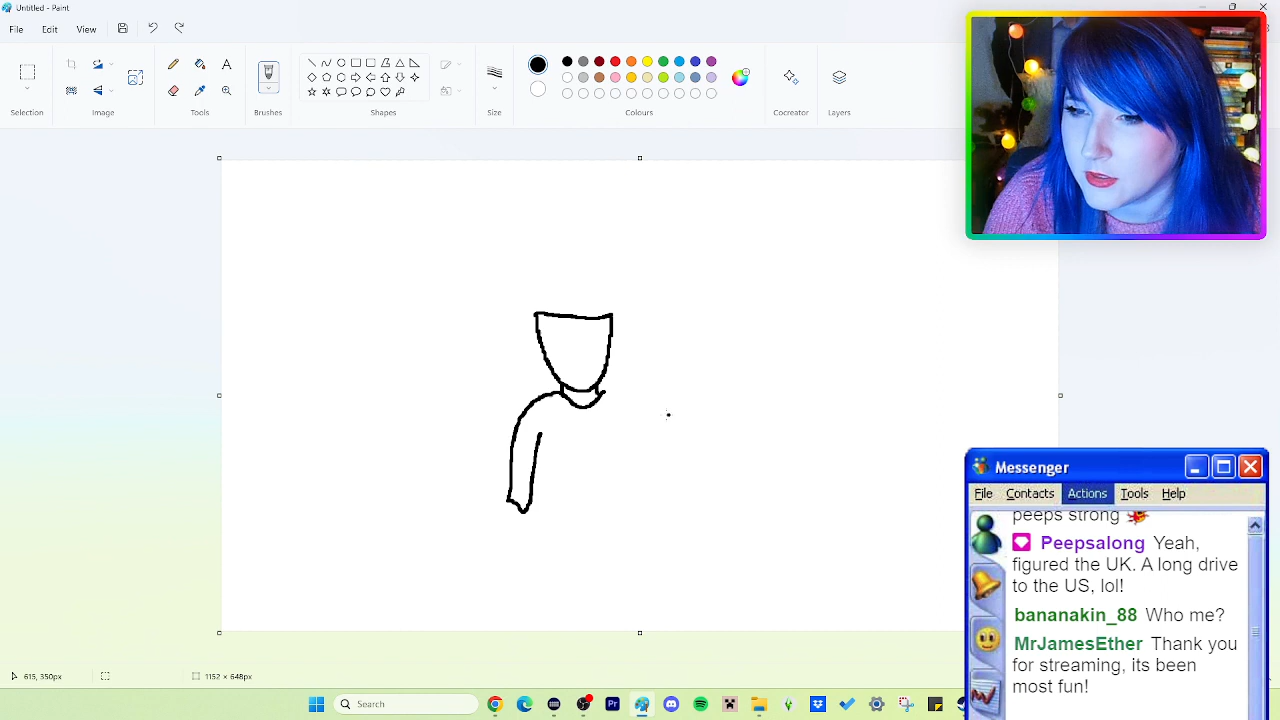 Untitled - Paint
File Edit View
Selection Image Tools Brushes Shapes Size Colours Cocreator Layers
A
Messenger
File Contacts Actions Tools Help
peeps strong
Peepsalong Yeah,
figured the UK. A long drive
to the US, lol!
bananakin_88 Who me?
MrJamesEther Thank you
for streaming, its been
most fun!
615, 350px 1152 × 648px
Search
Pr